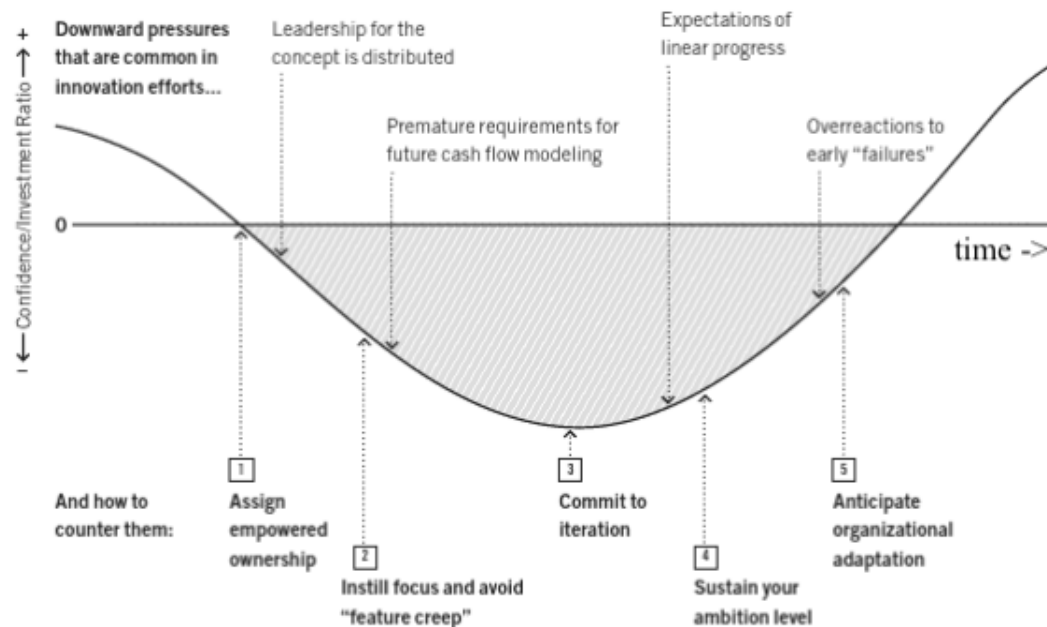 +
Downward pressures
that are common in
innovation efforts...
Leadership for the
concept is distributed
Expectations of
linear progress
Premature requirements for
future cash flow modeling
Overreactions to
early “failures”
– Confidence/Investment Ratio
0
time ->
And how to
counter them:
1
Assign
empowered
ownership
2
Instill focus and avoid
“feature creep”
3
Commit to
iteration
4
Sustain your
ambition level
5
Anticipate
organizational
adaptation